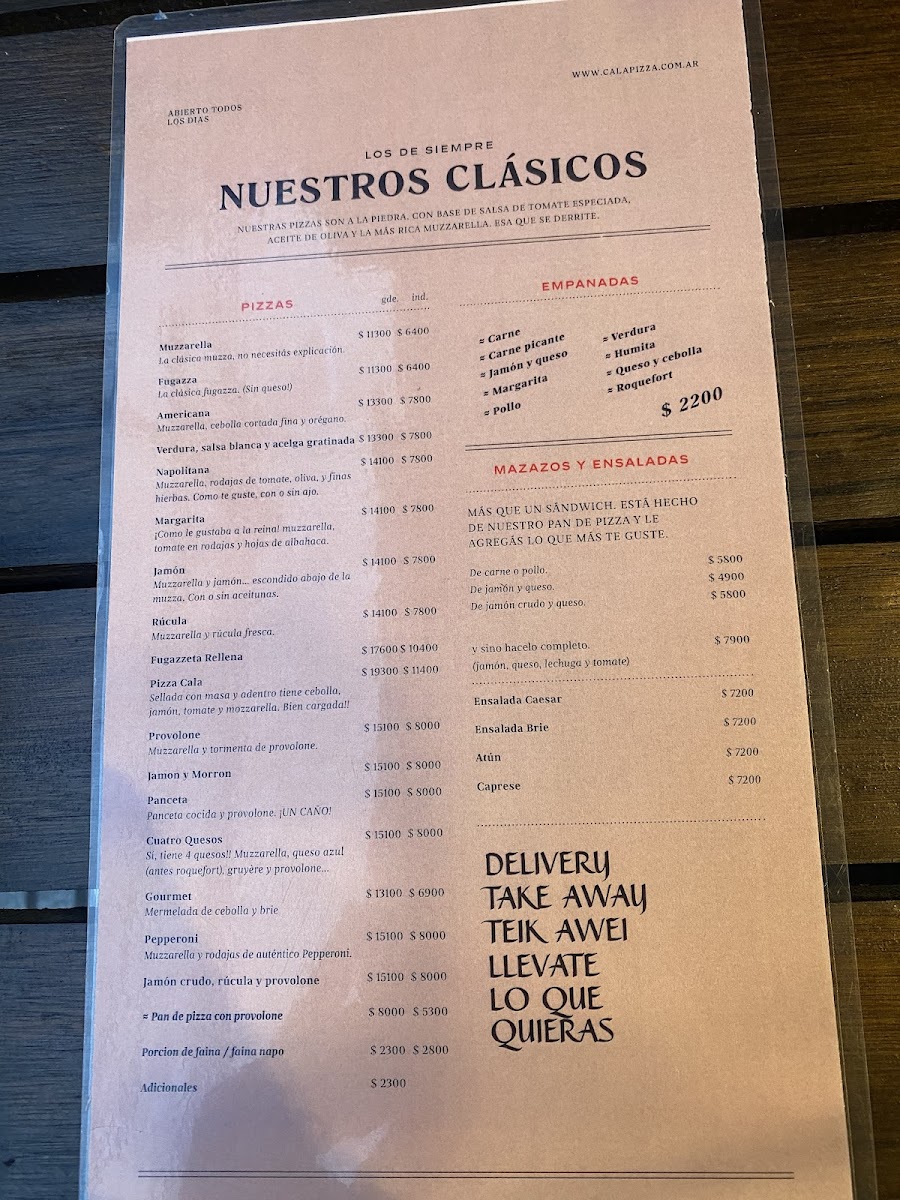 WWW.CALAPIZZA.COM.AR
ABIERTO TODOS
LOS DIAS
LOS DE SIEMPRE
NUESTROS CLÁSICOS
NUESTRAS PIZZAS SON A LA PIEDRA. CON BASE DE SALSA DE TOMATE ESPECIADA,
ACEITE DE OLIVA Y LA MÁS RICA MUZZARELLA. ESA QUE SE DERRITE.
PIZZAS gde. ind.
Muzzarella $ 11300 $ 6400
La clásica muzza, no necesitás explicación.
Fugazza $ 11300 $ 6400
La clásica fugazza. (Sin queso!)
Americana $ 13300 $ 7800
Muzzarella, cebolla cortada fina y orégano.
Verdura, salsa blanca y acelga gratinada $ 13300 $ 7800
Napolitana $ 14100 $ 7800
Muzzarella, rodajas de tomate, oliva, y finas
hierbas. Como te guste, con o sin ajo.
Margarita $ 14100 $ 7800
¡Como le gustaba a la reina! muzzarella,
tomate en rodajas y hojas de albahaca.
Jamón $ 14100 $ 7800
Muzzarella y jamón... escondido abajo de la
muzza. Con o sin aceitunas.
Rúcula $ 14100 $ 7800
Muzzarella y rúcula fresca.
Fugazzeta Rellena $ 17600 $ 10400
Pizza Cala $ 19300 $ 11400
Sellada con masa y adentro tiene cebolla,
jamón, tomate y mozzarella. Bien cargada!!
Provolone $ 15100 $ 8000
Muzzarella y tormenta de provolone.
Jamon y Morron $ 15100 $ 8000
Panceta $ 15100 $ 8000
Panceta cocida y provolone. ¡UN CAÑO!
Cuatro Quesos $ 15100 $ 8000
Si, tiene 4 quesos!! Muzzarella, queso azul
(antes roquefort), gruyère y provolone...
Gourmet $ 13100 $ 6900
Mermelada de cebolla y brie
Pepperoni $ 15100 $ 8000
Muzzarella y rodajas de auténtico Pepperoni.
Jamón crudo, rúcula y provolone $ 15100 $ 8000
≈ Pan de pizza con provolone $ 8000 $ 5300
Porcion de faina / faina napo $ 2300 $ 2800
Adicionales $ 2300
EMPANADAS
≈ Carne
≈ Carne picante
≈ Jamón y queso
≈ Margarita
≈ Pollo
≈ Verdura
≈ Humita
≈ Queso y cebolla
≈ Roquefort
$ 2200
MAZAZOS Y ENSALADAS
MÁS QUE UN SÁNDWICH. ESTÁ HECHO
DE NUESTRO PAN DE PIZZA Y LE
AGREGÁS LO QUE MÁS TE GUSTE.
De carne o pollo. $ 5800
De jamón y queso. $ 4900
De jamón crudo y queso. $ 5800
y sino hacelo completo. $ 7900
(jamón, queso, lechuga y tomate)
Ensalada Caesar $ 7200
Ensalada Brie $ 7200
Atún $ 7200
Caprese $ 7200
DELIVERY
TAKE AWAY
TEIK AWEI
LLEVATE
LO QUE
QUIERAS